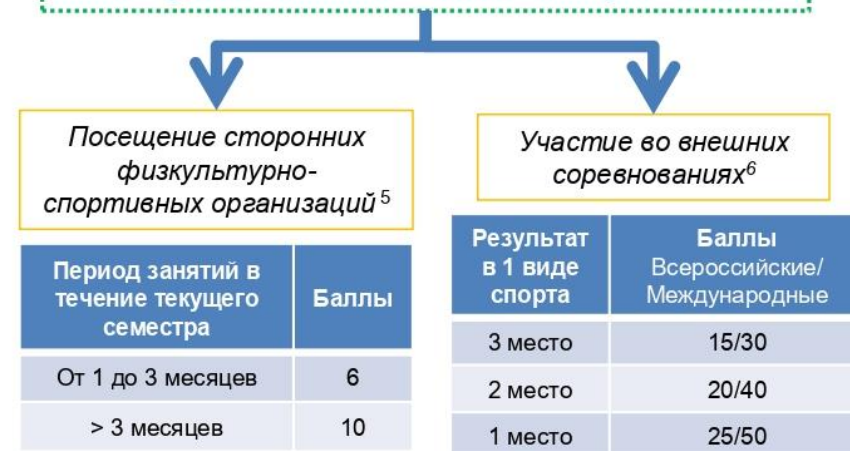 Посещение сторонних
физкультурно-
спортивных организаций 5
Период занятий в
течение текущего
семестра
Баллы
От 1 до 3 месяцев 6
> 3 месяцев 10
Участие во внешних
соревнованиях6
Результат
в 1 виде
спорта
Баллы
Всероссийские/
Международные
3 место 15/30
2 место 20/40
1 место 25/50